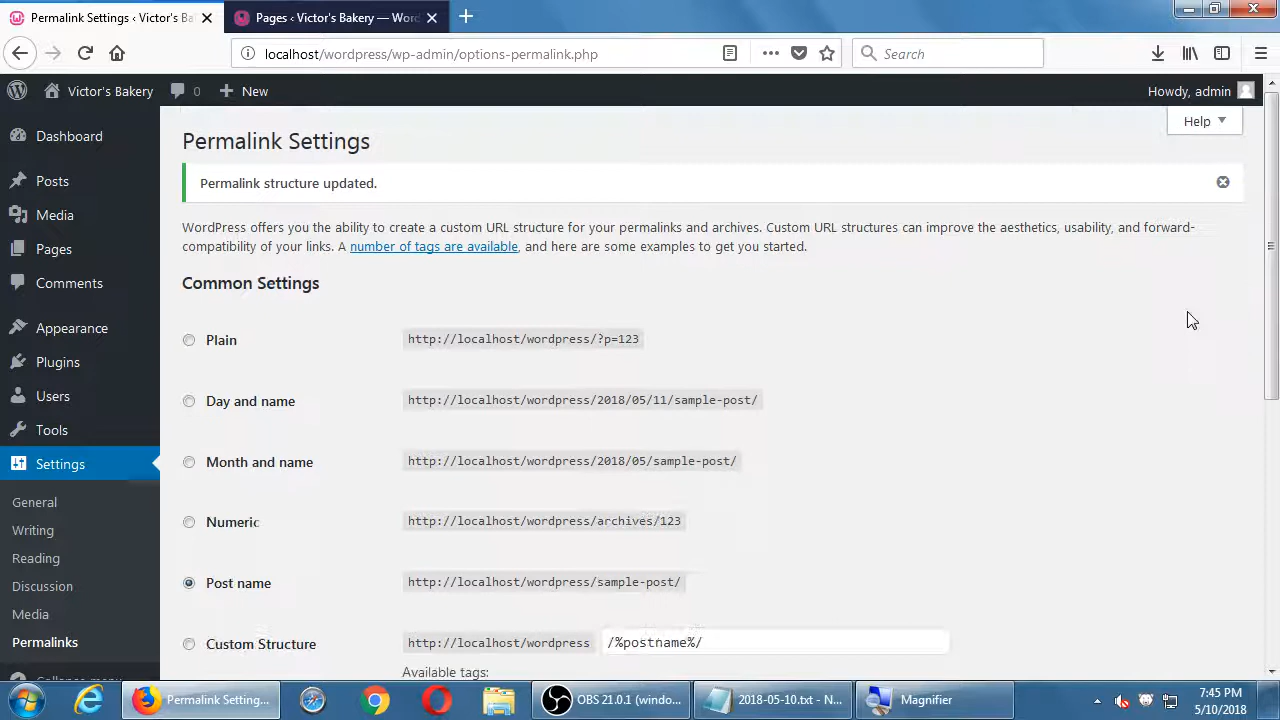 Permalink Settings ‹ Victor's Ba
Pages ‹ Victor's Bakery — Word
localhost/wordpress/wp-admin/options-permalink.php
Search
Victor's Bakery
0
New
Howdy, admin
Help
Dashboard
Posts
Media
Pages
Comments
Appearance
Plugins
Users
Tools
Settings
General
Writing
Reading
Discussion
Media
Permalinks
Collapse menu
Permalink Settings
Permalink structure updated.
WordPress offers you the ability to create a custom URL structure for your permalinks and archives. Custom URL structures can improve the aesthetics, usability, and forward-
compatibility of your links. A number of tags are available, and here are some examples to get you started.
Common Settings
Plain http://localhost/wordpress/?p=123
Day and name http://localhost/wordpress/2018/05/11/sample-post/
Month and name http://localhost/wordpress/2018/05/sample-post/
Numeric http://localhost/wordpress/archives/123
Post name http://localhost/wordpress/sample-post/
Custom Structure http://localhost/wordpress /%postname%/
Available tags:
Permalink Setting...
OBS 21.0.1 (windo...
2018-05-10.txt - N...
Magnifier
7:45 PM
5/10/2018